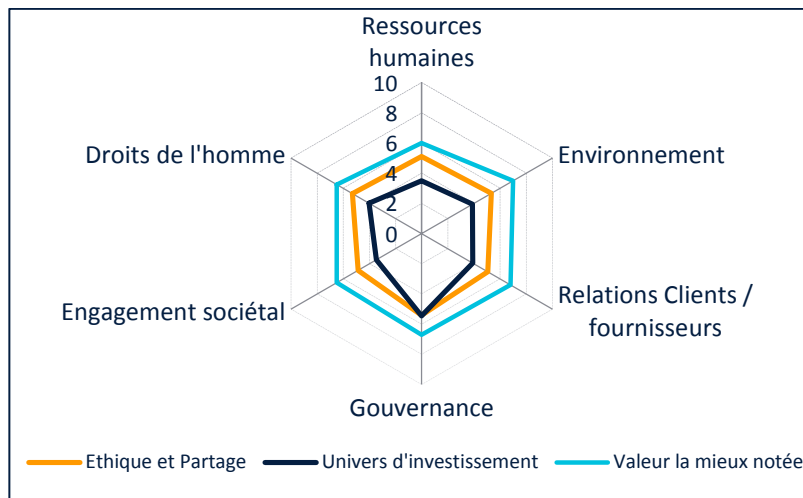 Ressources
humaines
10
8
6
4
2
0
Droits de l'homme
Environnement
Engagement sociétal
Relations Clients /
fournisseurs
Gouvernance
Ethique et Partage
Univers d'investissement
Valeur la mieux notée